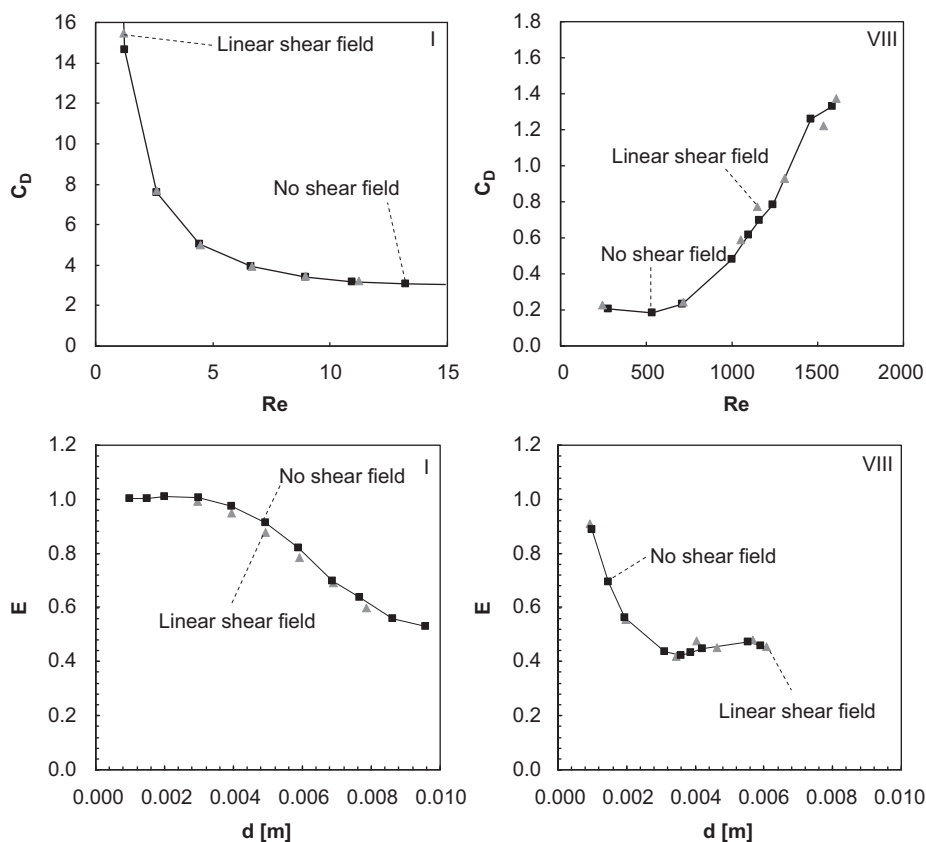 16
14
12
10
8
6
4
2
0
C_D
0
5
10
15
Re
Linear shear field
I
No shear field
1.8
1.6
1.4
1.2
1.0
0.8
0.6
0.4
0.2
0.0
C_D
0
500
1000
1500
2000
Re
VIII
Linear shear field
No shear field
1.2
1.0
0.8
0.6
0.4
0.2
0.0
E
0.000
0.002
0.004
0.006
0.008
0.010
d [m]
I
No shear field
Linear shear field
1.2
1.0
0.8
0.6
0.4
0.2
0.0
E
0.000
0.002
0.004
0.006
0.008
0.010
d [m]
VIII
No shear field
Linear shear field